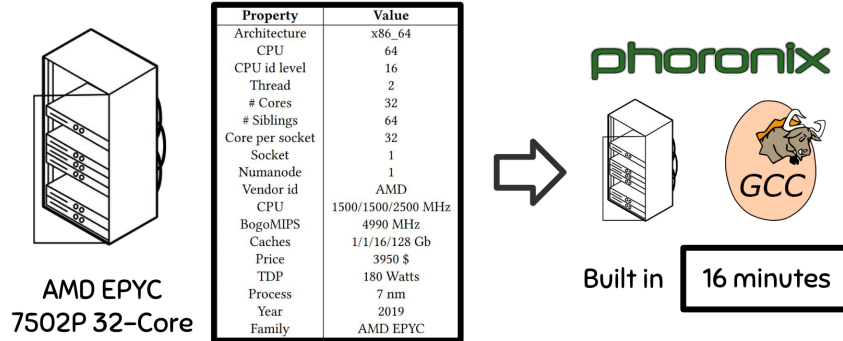 Property Value
Architecture x86_64
CPU 64
CPU id level 16
Thread 2
# Cores 32
# Siblings 64
Core per socket 32
Socket 1
Numanode 1
Vendor id AMD
CPU 1500/1500/2500 MHz
BogoMIPS 4990 MHz
Caches 1/1/16/128 Gb
Price 3950 $
TDP 180 Watts
Process 7 nm
Year 2019
Family AMD EPYC
AMD EPYC
7502P 32-Core
phoronix
GCC
Built in 16 minutes